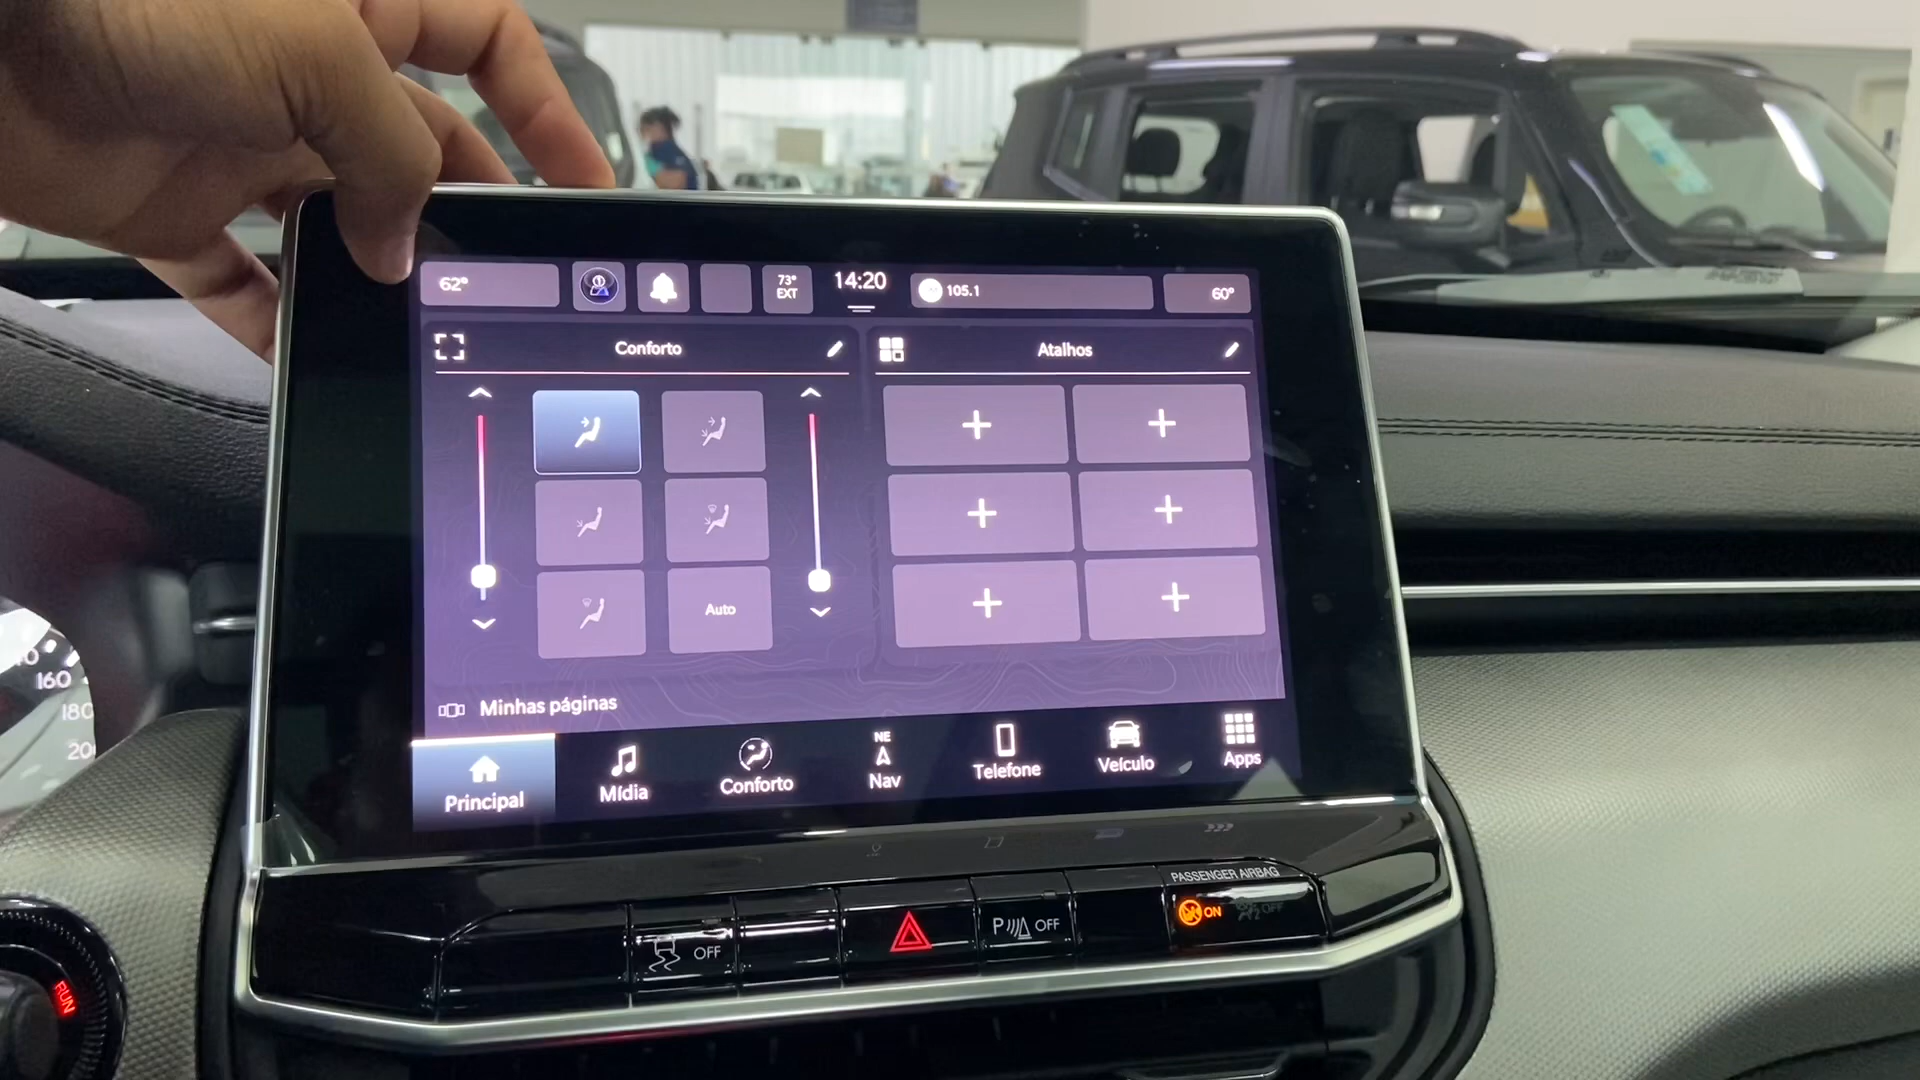 62°
73°
EXT
14:20
105.1
60°
Conforto
Atalhos
Auto
Minhas páginas
Principal
Mídia
Conforto
NE
Nav
Telefone
Veículo
Apps
PASSENGER AIRBAG
OFF
P
OFF
ON
OFF
160
180
RUN